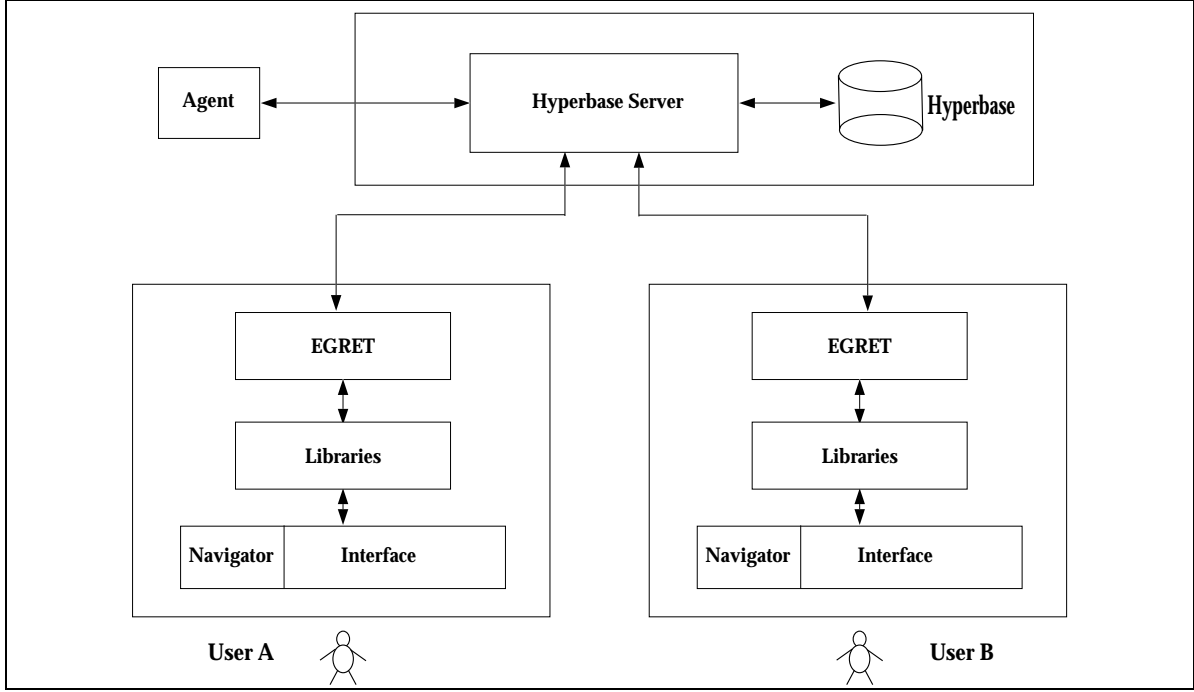 Agent
Hyperbase Server
Hyperbase
EGRET
EGRET
Libraries
Libraries
Navigator
Interface
Navigator
Interface
User A
User B